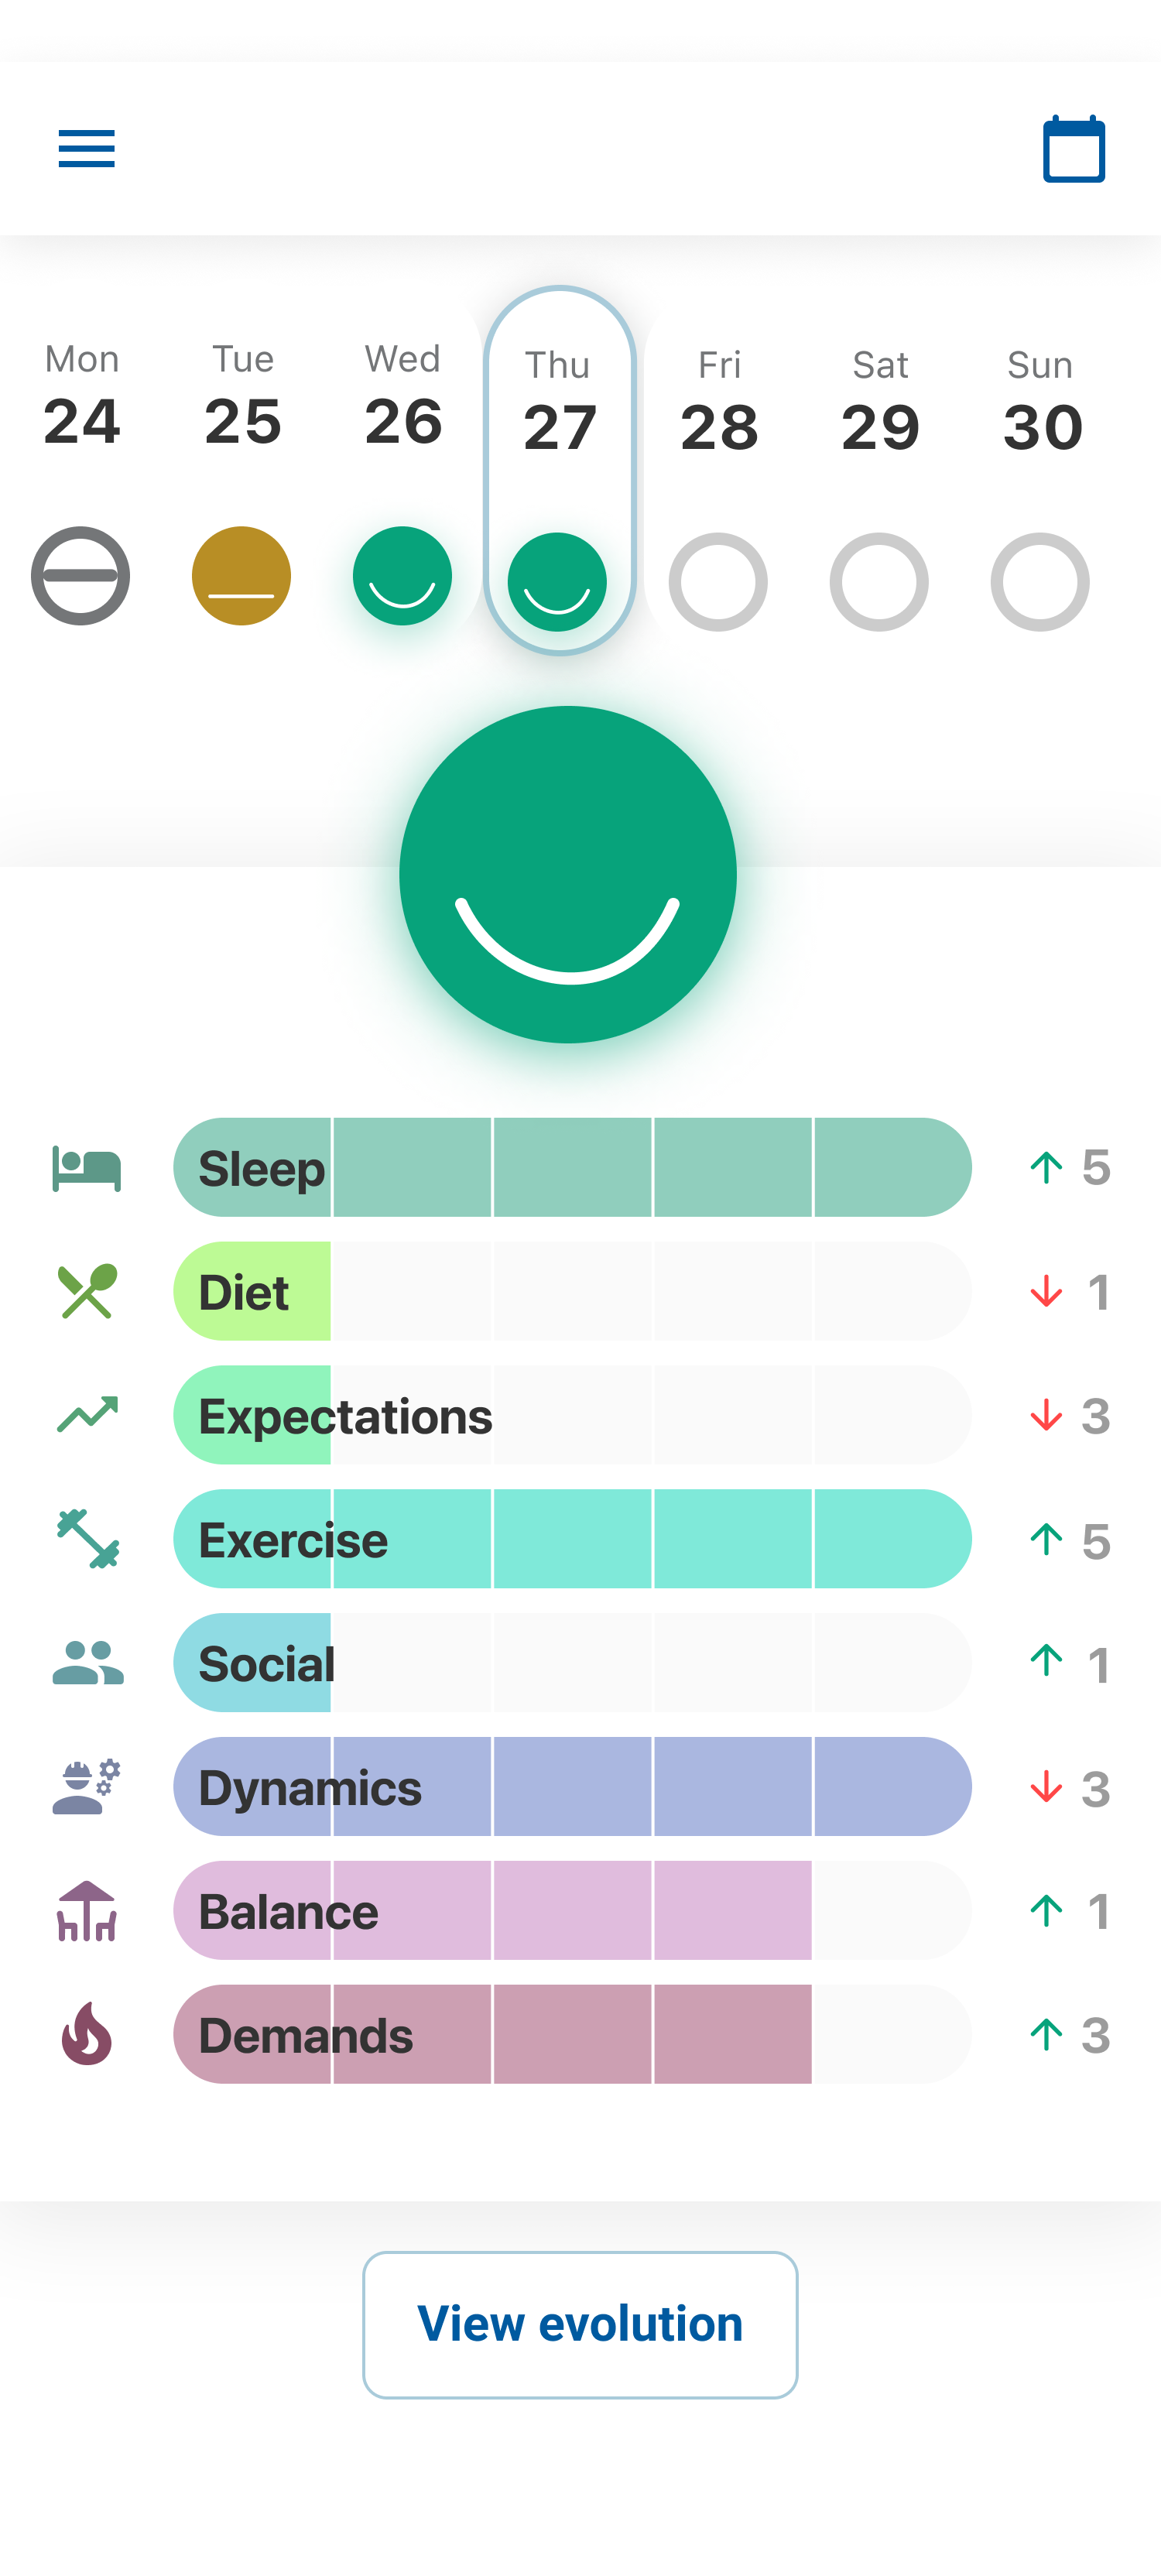 Mon Tue Wed Thu Fri Sat Sun
24 25 26 27 28 29 30
Sleep 5
Diet 1
Expectations 3
Exercise 5
Social 1
Dynamics 3
Balance 1
Demands 3
View evolution